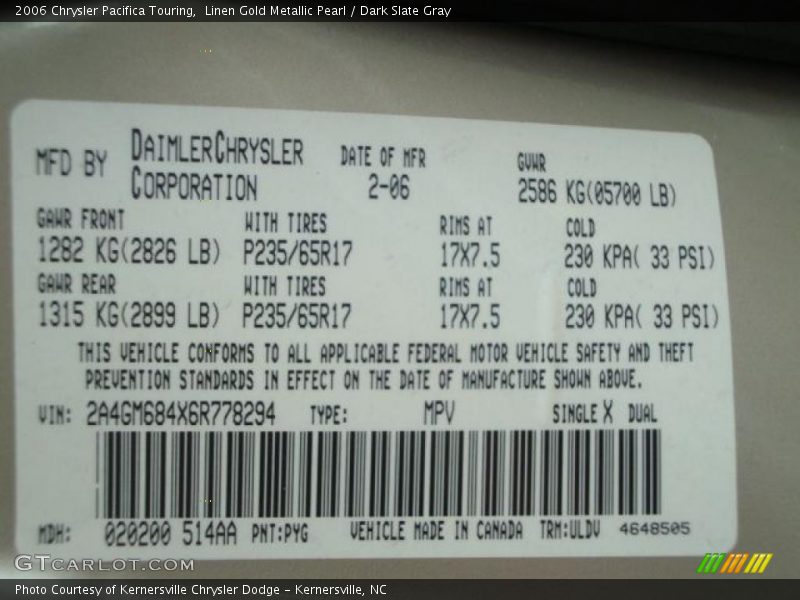 2006 Chrysler Pacifica Touring,  Linen Gold Metallic Pearl / Dark Slate Gray
MFD BY DAIMLERCHRYSLER CORPORATION
DATE OF MFR 2-06
GVWR 2586 KG(05700 LB)
GAWR FRONT WITH TIRES RIMS AT COLD
1282 KG(2826 LB) P235/65R17 17X7.5 230 KPA( 33 PSI)
GAWR REAR WITH TIRES RIMS AT COLD
1315 KG(2899 LB) P235/65R17 17X7.5 230 KPA( 33 PSI)
THIS VEHICLE CONFORMS TO ALL APPLICABLE FEDERAL MOTOR VEHICLE SAFETY AND THEFT
PREVENTION STANDARDS IN EFFECT ON THE DATE OF MANUFACTURE SHOWN ABOVE.
VIN: 2A4GM684X6R778294 TYPE: MPV SINGLE X DUAL
MDH: 020200 514AA PNT:PYG VEHICLE MADE IN CANADA TRM:ULDV 4648505
GTCARLOT.COM
Photo Courtesy of Kernersville Chrysler Dodge – Kernersville, NC